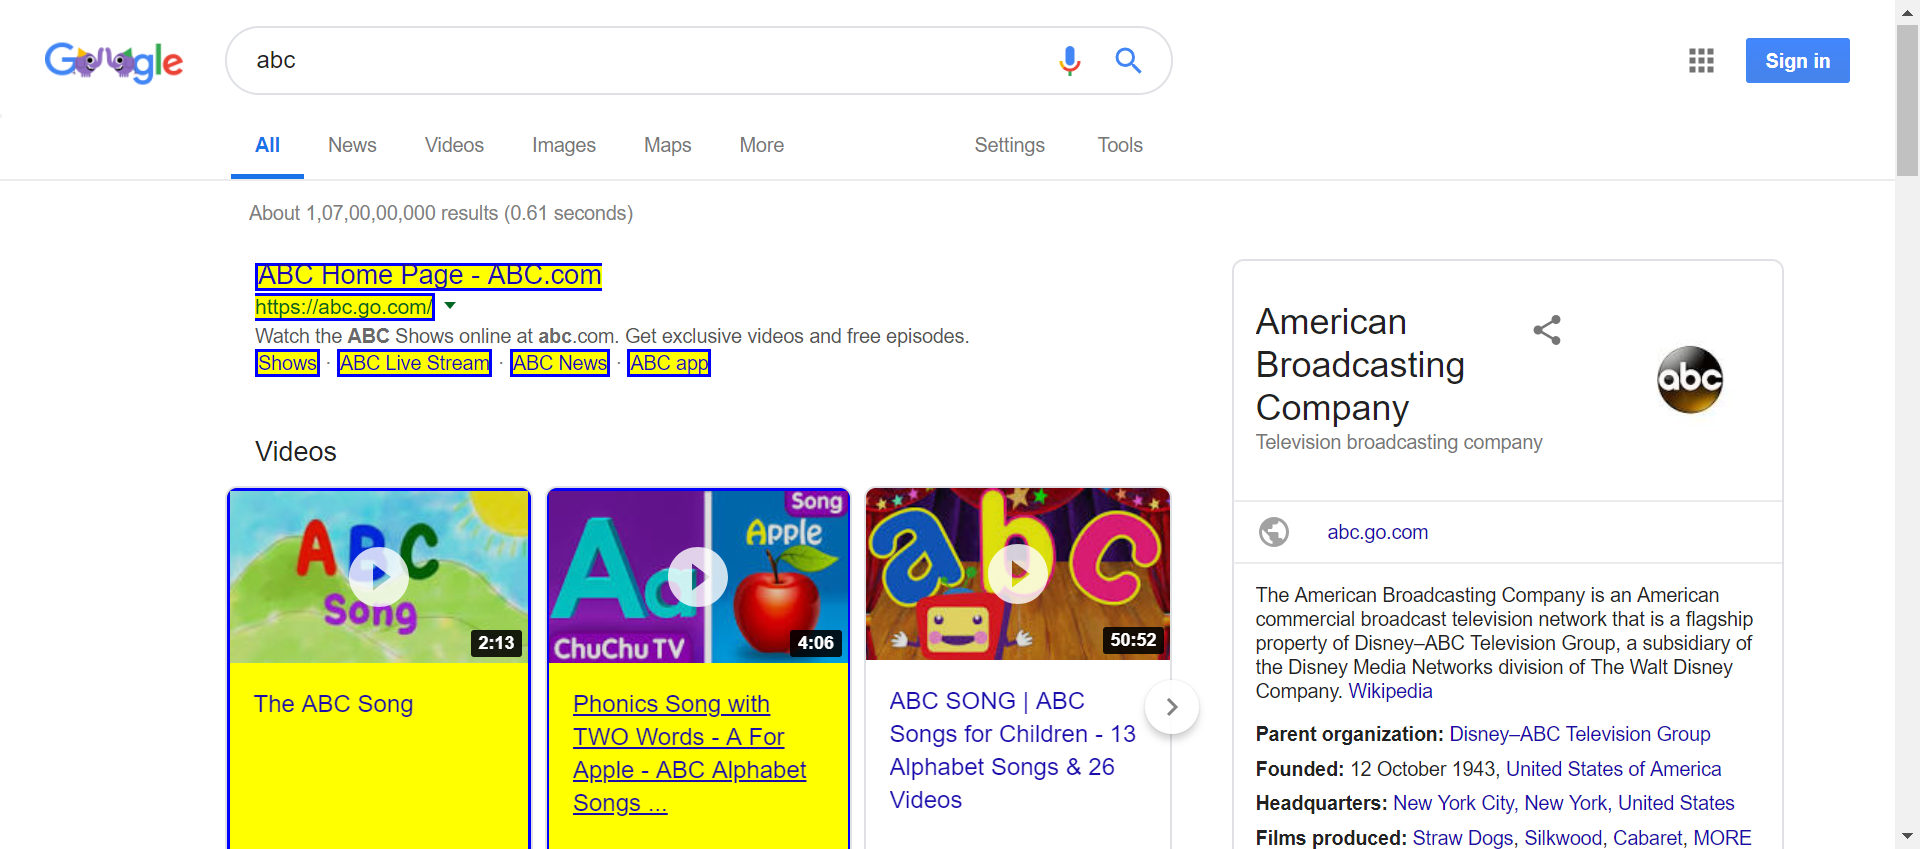 Google
abc
Sign in
All News Videos Images Maps More Settings Tools
About 1,07,00,00,000 results (0.61 seconds)
ABC Home Page - ABC.com
https://abc.go.com/
Watch the ABC Shows online at abc.com. Get exclusive videos and free episodes.
Shows · ABC Live Stream · ABC News · ABC app
Videos
ABC
Song
2:13
The ABC Song
Aa
Song
Apple
ChuChu TV
4:06
Phonics Song with
TWO Words - A For
Apple - ABC Alphabet
Songs ...
abc
50:52
ABC SONG | ABC
Songs for Children - 13
Alphabet Songs & 26
Videos
American
Broadcasting
Company
Television broadcasting company
abc
abc.go.com
The American Broadcasting Company is an American
commercial broadcast television network that is a flagship
property of Disney–ABC Television Group, a subsidiary of
the Disney Media Networks division of The Walt Disney
Company. Wikipedia
Parent organization: Disney–ABC Television Group
Founded: 12 October 1943, United States of America
Headquarters: New York City, New York, United States
Films produced: Straw Dogs, Silkwood, Cabaret, MORE